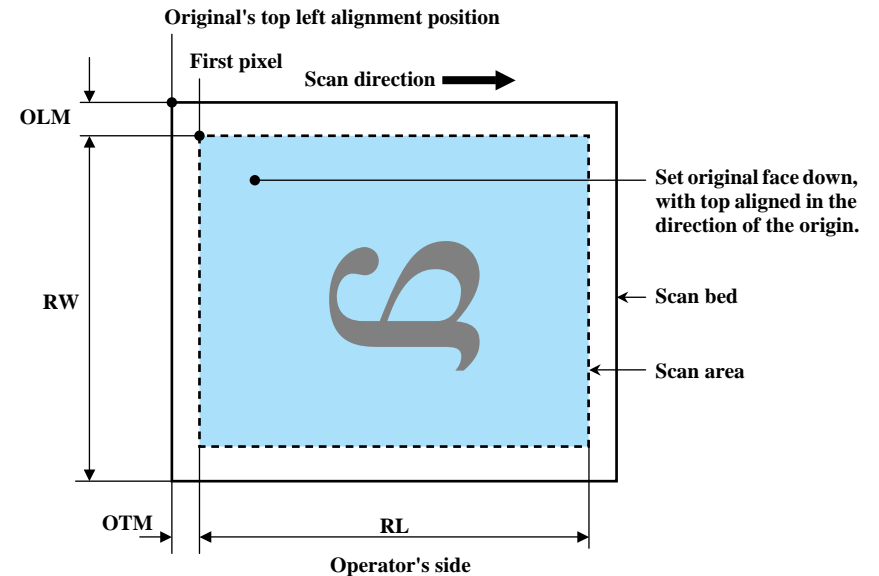 Original's top left alignment position
First pixel
Scan direction
OLM
Set original face down,
with top aligned in the
direction of the origin.
RW
Scan bed
Scan area
OTM
RL
Operator's side